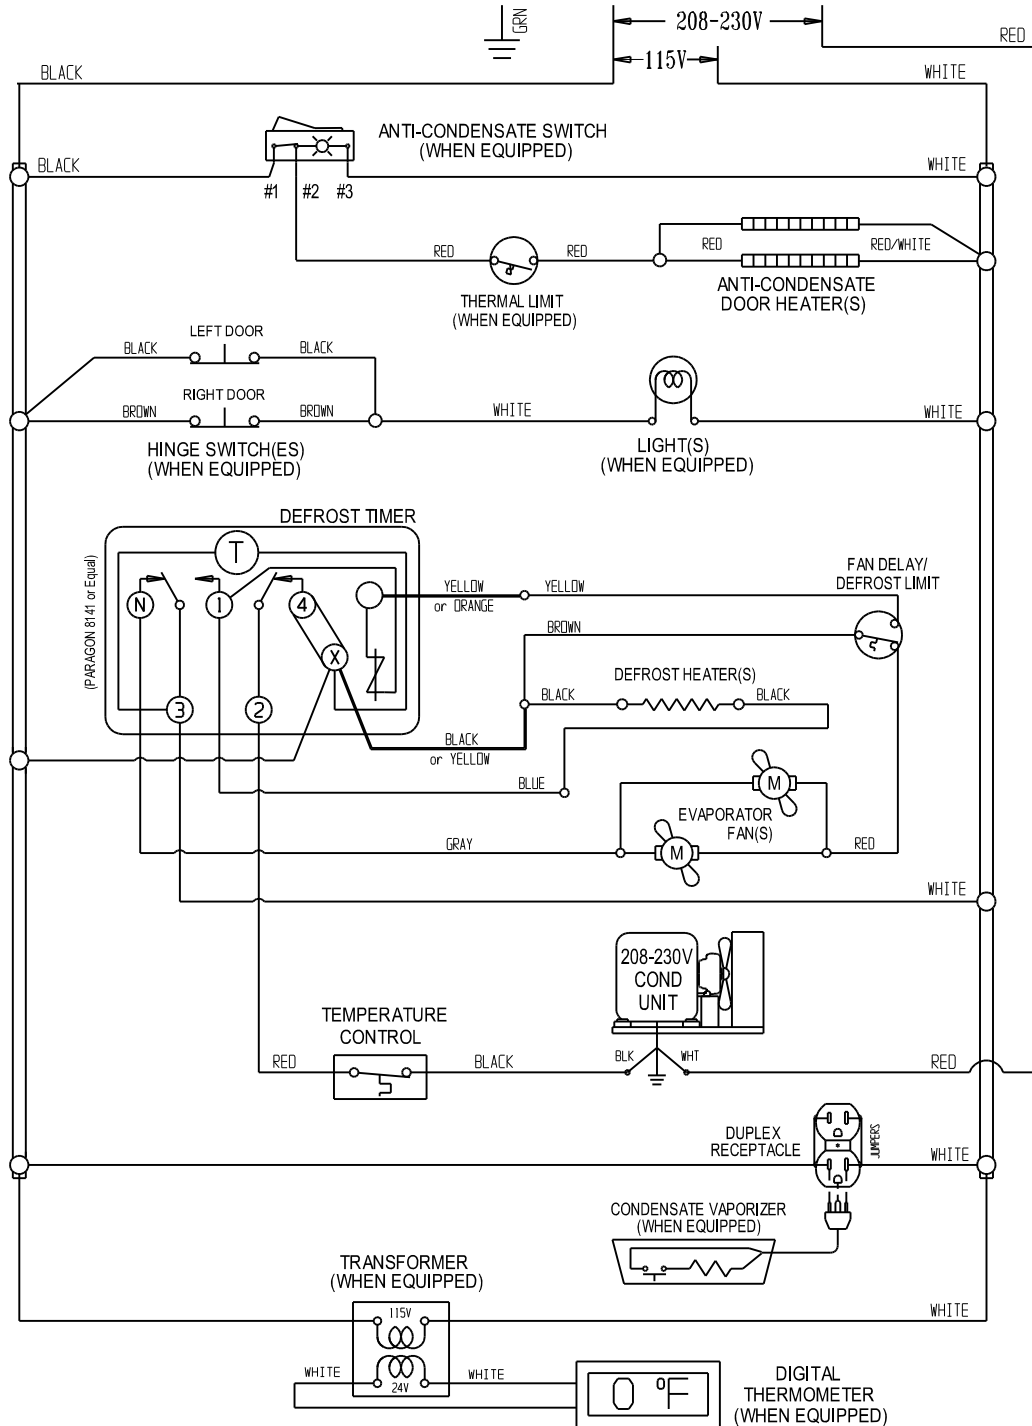 GRN
208-230V
RED
115V
BLACK
WHITE
ANTI-CONDENSATE SWITCH
(WHEN EQUIPPED)
BLACK
WHITE
#1 #2 #3
RED
RED
RED
RED/WHITE
THERMAL LIMIT
(WHEN EQUIPPED)
ANTI-CONDENSATE
DOOR HEATER(S)
LEFT DOOR
BLACK
BLACK
RIGHT DOOR
BROWN
BROWN
WHITE
WHITE
HINGE SWITCH(ES)
(WHEN EQUIPPED)
LIGHT(S)
(WHEN EQUIPPED)
DEFROST TIMER
(PARAGON 8141 or Equal)
T
N
1
4
X
3
2
YELLOW
or ORANGE
YELLOW
FAN DELAY/
DEFROST LIMIT
BROWN
DEFROST HEATER(S)
BLACK
BLACK
BLACK
or YELLOW
BLUE
M
EVAPORATOR
FAN(S)
GRAY
M
RED
WHITE
208-230V
COND
UNIT
TEMPERATURE
CONTROL
RED
BLACK
BLK
WHT
RED
DUPLEX
RECEPTACLE
*
JUMPERS
WHITE
CONDENSATE VAPORIZER
(WHEN EQUIPPED)
TRANSFORMER
(WHEN EQUIPPED)
115V
WHITE
24V
WHITE
WHITE
0 °F
DIGITAL
THERMOMETER
(WHEN EQUIPPED)